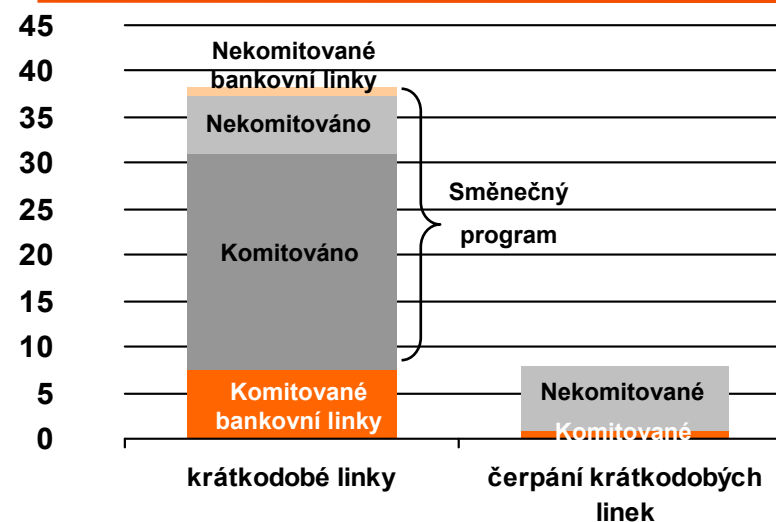 45
40
35
30
25
20
15
10
5
0
Nekomitované
bankovní linky
Nekomitováno
Komitováno
Komitované
bankovní linky
Směnečný
program
Nekomitované
Komitované
krátkodobé linky
čerpání krátkodobých
linek